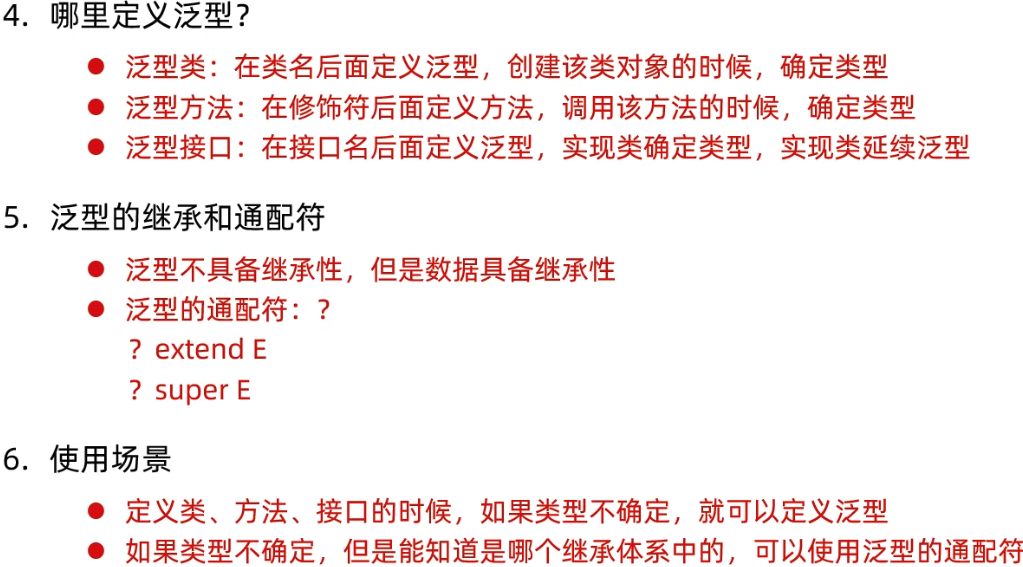 4. 哪里定义泛型？
● 泛型类：在类名后面定义泛型，创建该类对象的时候，确定类型
● 泛型方法：在修饰符后面定义方法，调用该方法的时候，确定类型
● 泛型接口：在接口名后面定义泛型，实现类确定类型，实现类延续泛型
5. 泛型的继承和通配符
● 泛型不具备继承性，但是数据具备继承性
● 泛型的通配符：？
？extend E
？super E
6. 使用场景
● 定义类、方法、接口的时候，如果类型不确定，就可以定义泛型
● 如果类型不确定，但是能知道是哪个继承体系中的，可以使用泛型的通配符